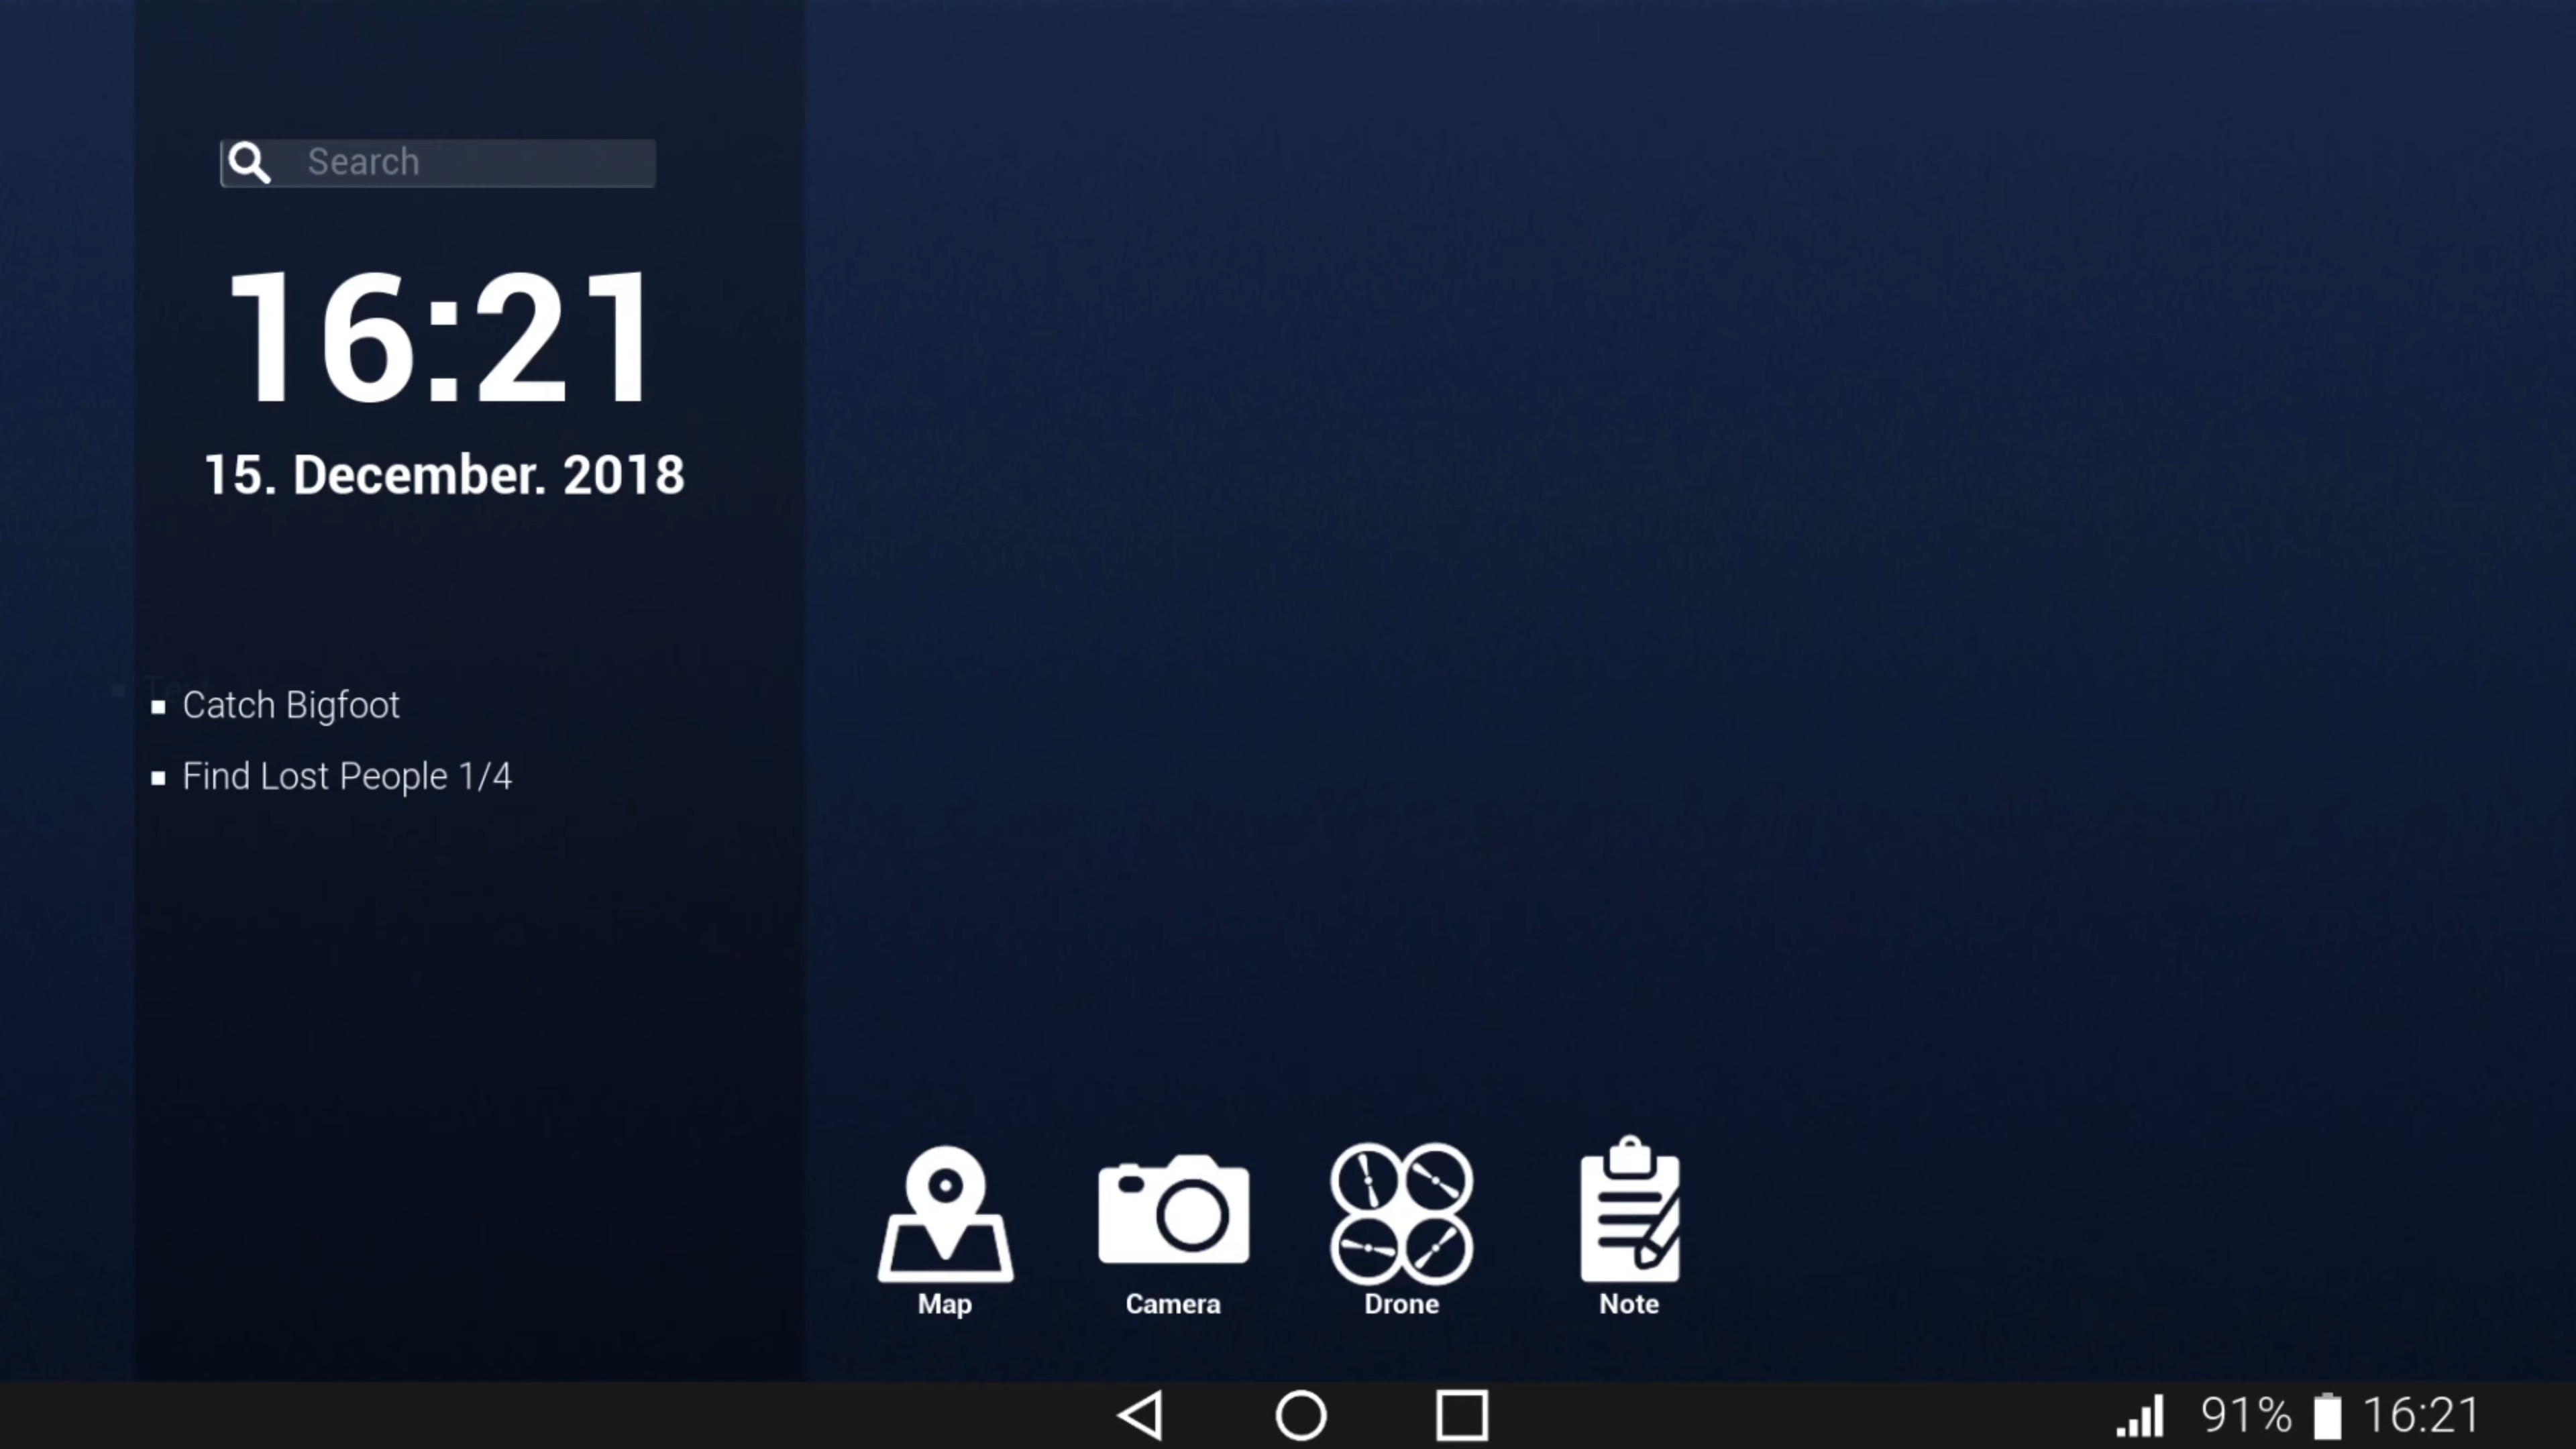 Search
16:21
15. December. 2018
▪ Catch Bigfoot
▪ Find Lost People 1/4
Map
Camera
Drone
Note
91% 16:21